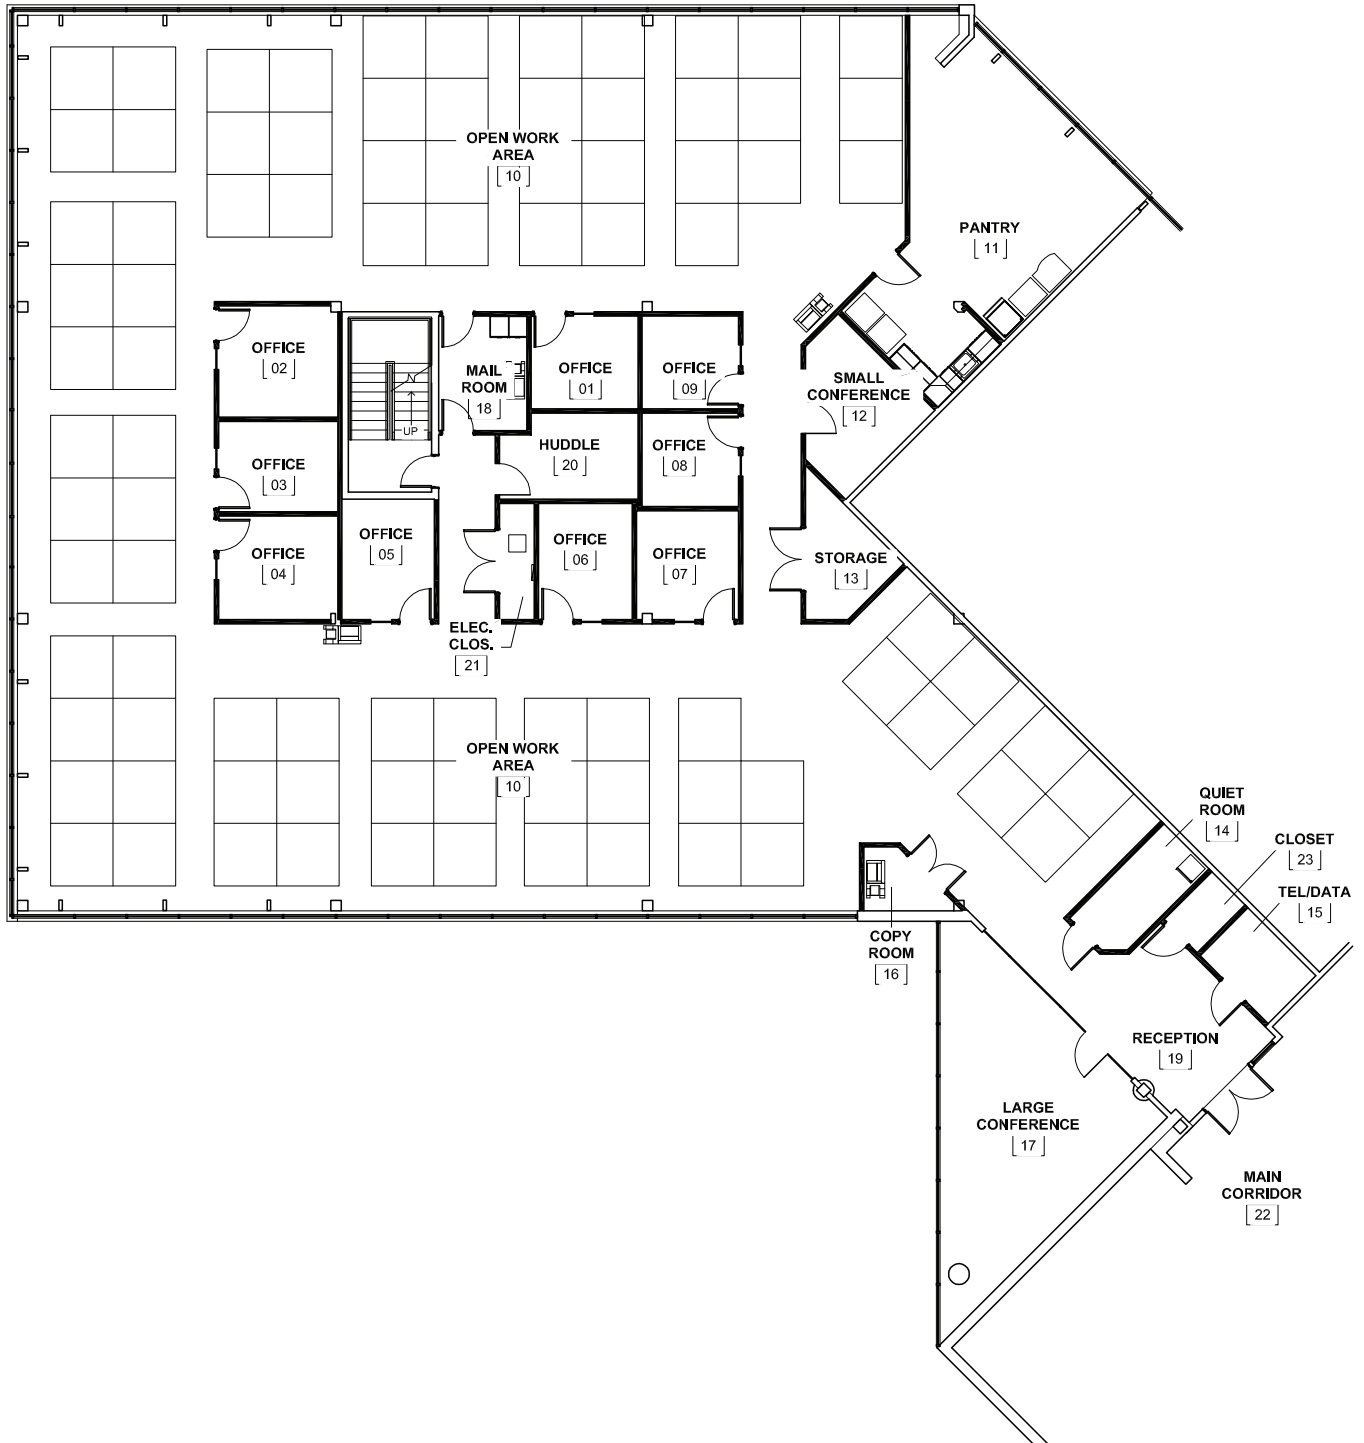 OPEN WORK
AREA
10
PANTRY
11
OFFICE
02
MAIL
ROOM
18
OFFICE
01
OFFICE
09
SMALL
CONFERENCE
12
UP
OFFICE
03
HUDDLE
20
OFFICE
08
OFFICE
04
OFFICE
05
OFFICE
06
OFFICE
07
STORAGE
13
ELEC.
CLOS.
21
OPEN WORK
AREA
10
QUIET
ROOM
14
CLOSET
23
TEL/DATA
15
COPY
ROOM
16
RECEPTION
19
LARGE
CONFERENCE
17
MAIN
CORRIDOR
22